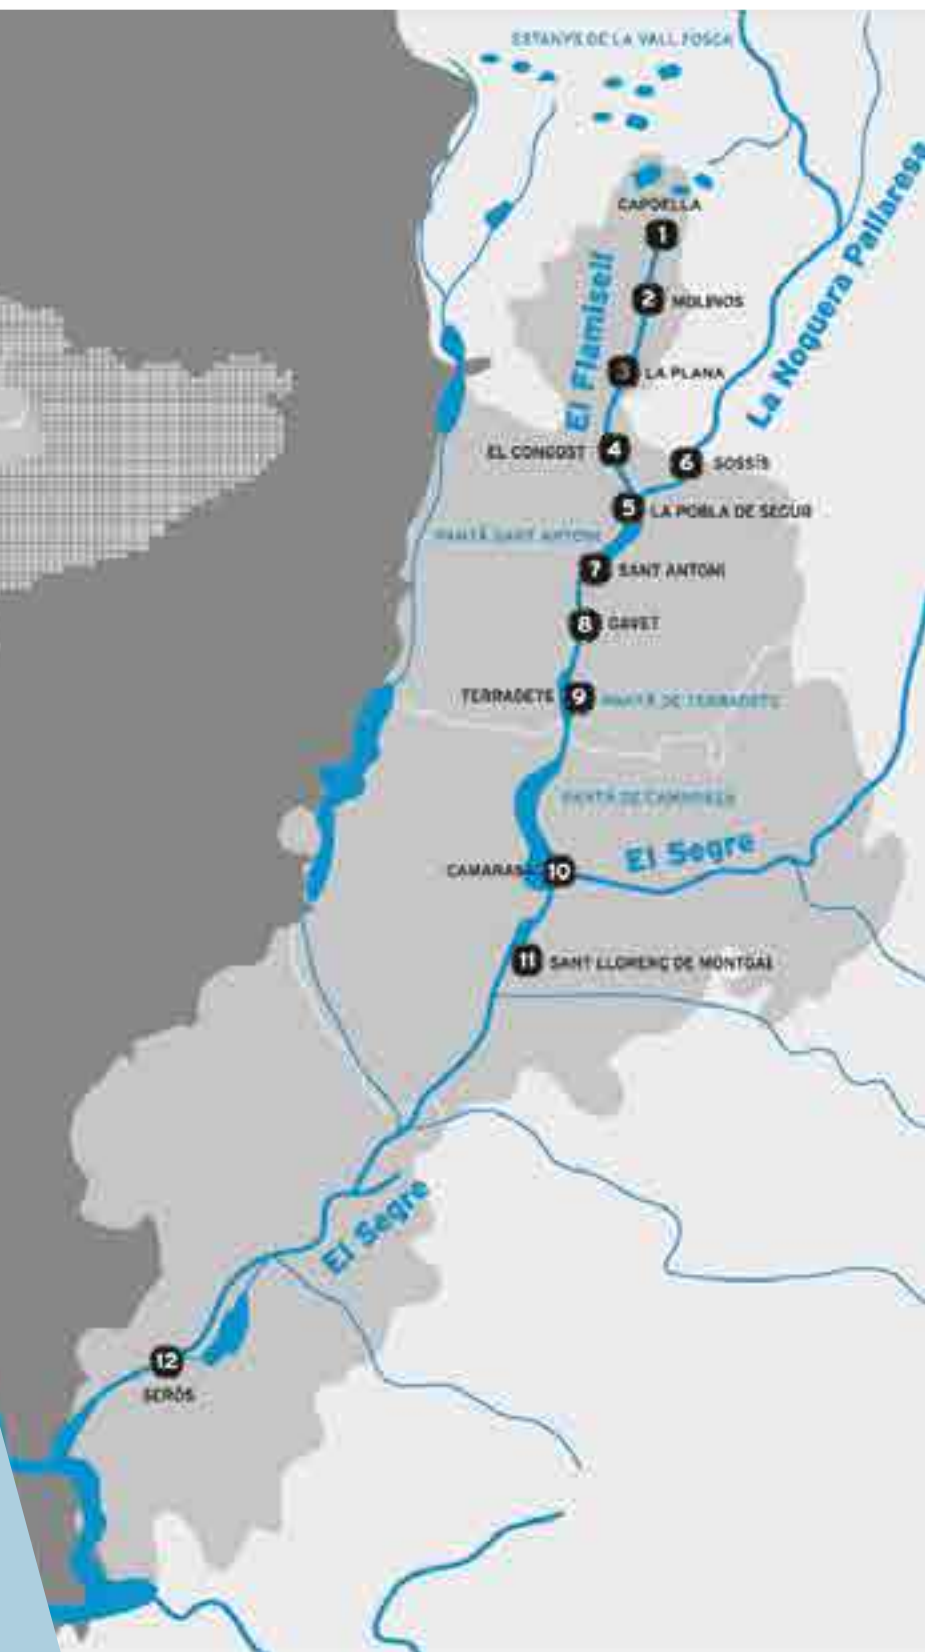 ESTANYS DE LA VALL FOSCA
CAPDELLA
1
2 MOLINOS
El Flamisell
La Noguera Pallaresa
3 LA PLANA
EL CONGOST 4
6 SOSSÍS
5 LA POBLA DE SEGUR
PANTÀ SANT ANTONI
7 SANT ANTONI
8 GAVET
TERRADETS 9 PANTÀ DE TERRADETS
PANTÀ DE CAMARASA
El Segre
CAMARASA 10
11 SANT LLORENÇ DE MONTGAI
El Segre
12
SERÒS